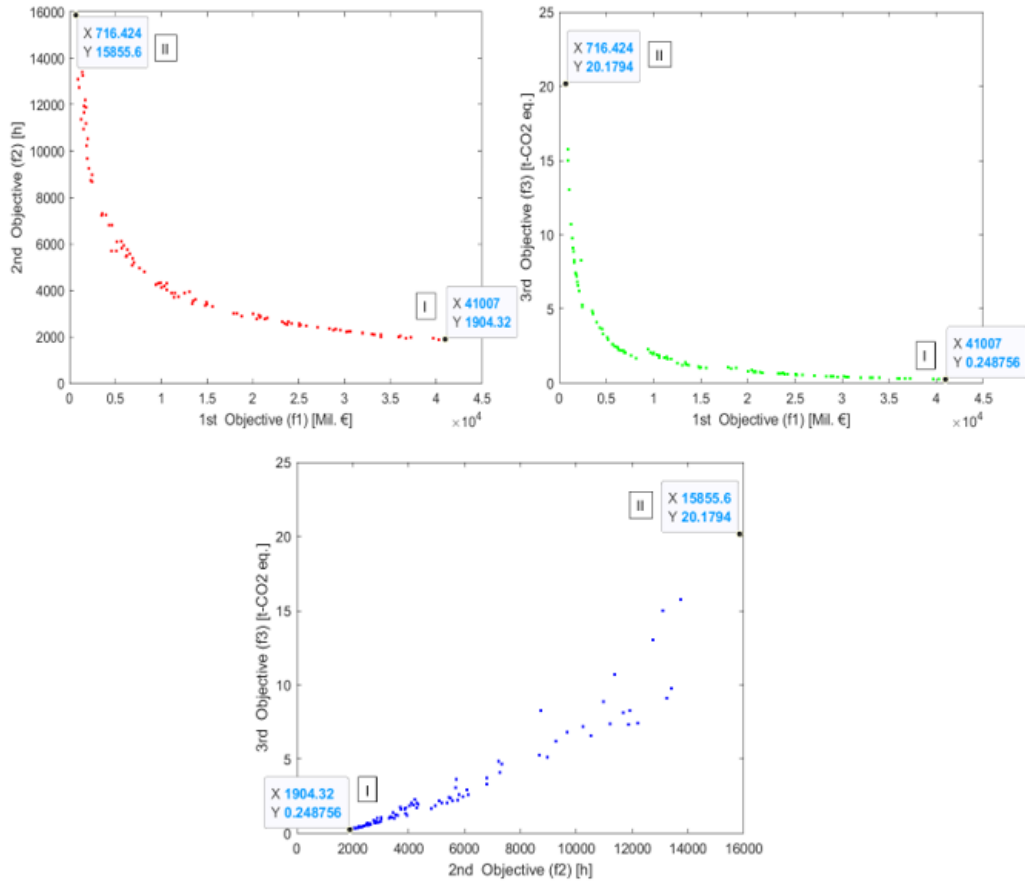 16000
14000
12000
10000
8000
6000
4000
2000
0
2nd Objective (f2) [h]
X 716.424
Y 15855.6
II
I
X 41007
Y 1904.32
0 0.5 1 1.5 2 2.5 3 3.5 4 4.5
1st Objective (f1) [Mil. €]
×10^4
25
20
15
10
5
0
3rd Objective (f3) [t-CO2 eq.]
X 716.424
Y 20.1794
II
I
X 41007
Y 0.248756
0 0.5 1 1.5 2 2.5 3 3.5 4 4.5
1st Objective (f1) [Mil. €]
×10^4
25
20
15
10
5
0
3rd Objective (f3) [t-CO2 eq.]
II
X 15855.6
Y 20.1794
X 1904.32
Y 0.248756
I
0 2000 4000 6000 8000 10000 12000 14000 16000
2nd Objective (f2) [h]